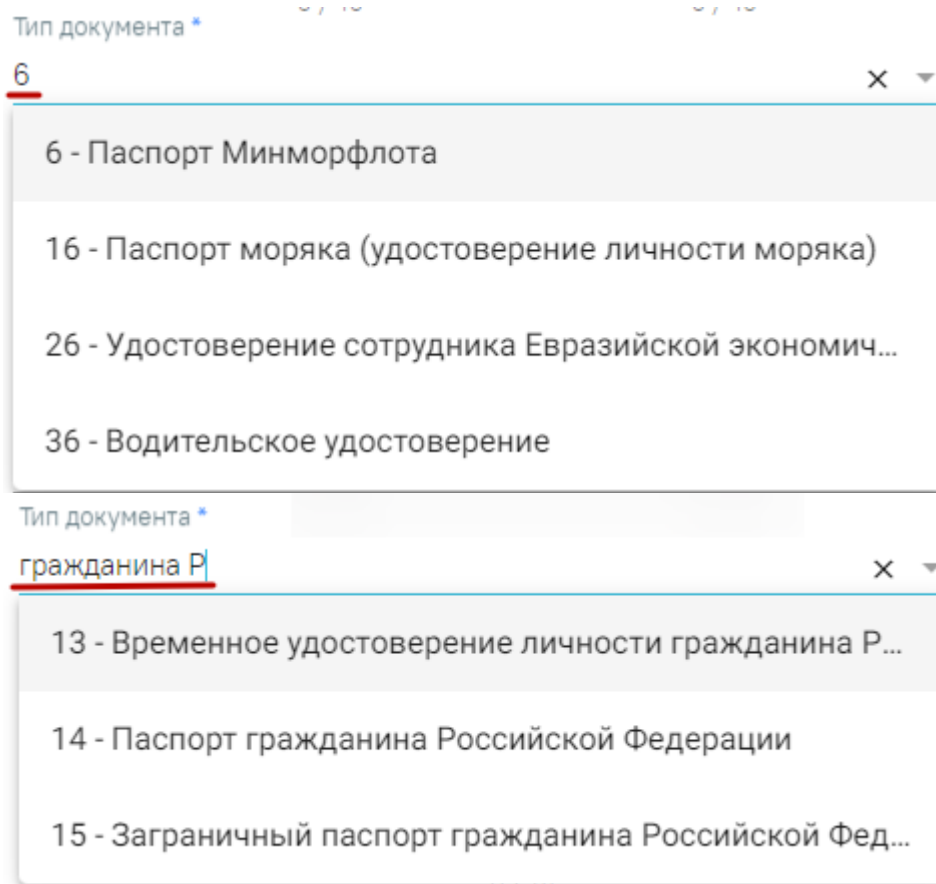 Тип документа *
6
6 - Паспорт Минморфлота
16 - Паспорт моряка (удостоверение личности моряка)
26 - Удостоверение сотрудника Евразийской экономич...
36 - Водительское удостоверение
Тип документа *
гражданина Р
13 - Временное удостоверение личности гражданина Р...
14 - Паспорт гражданина Российской Федерации
15 - Заграничный паспорт гражданина Российской Фед...